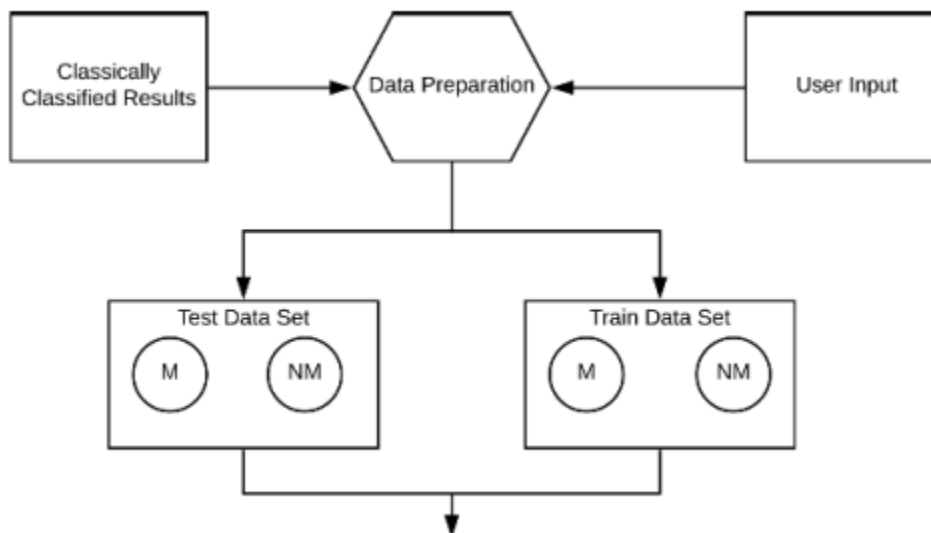 Classically
Classified Results
Data Preparation
User Input
Test Data Set
M
NM
Train Data Set
M
NM